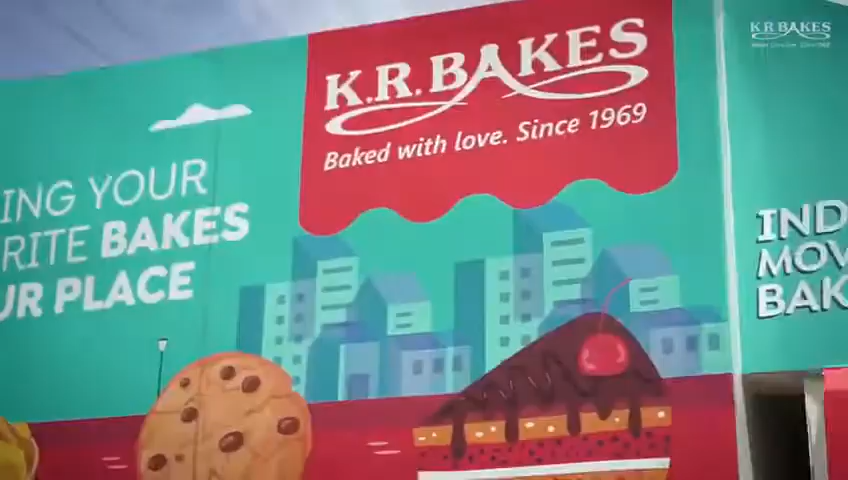 K.R.BAKES
Baked with love. Since 1969
ING YOUR
RITE BAKES
UR PLACE
IND
MOV
BAK
K.R.BAKES